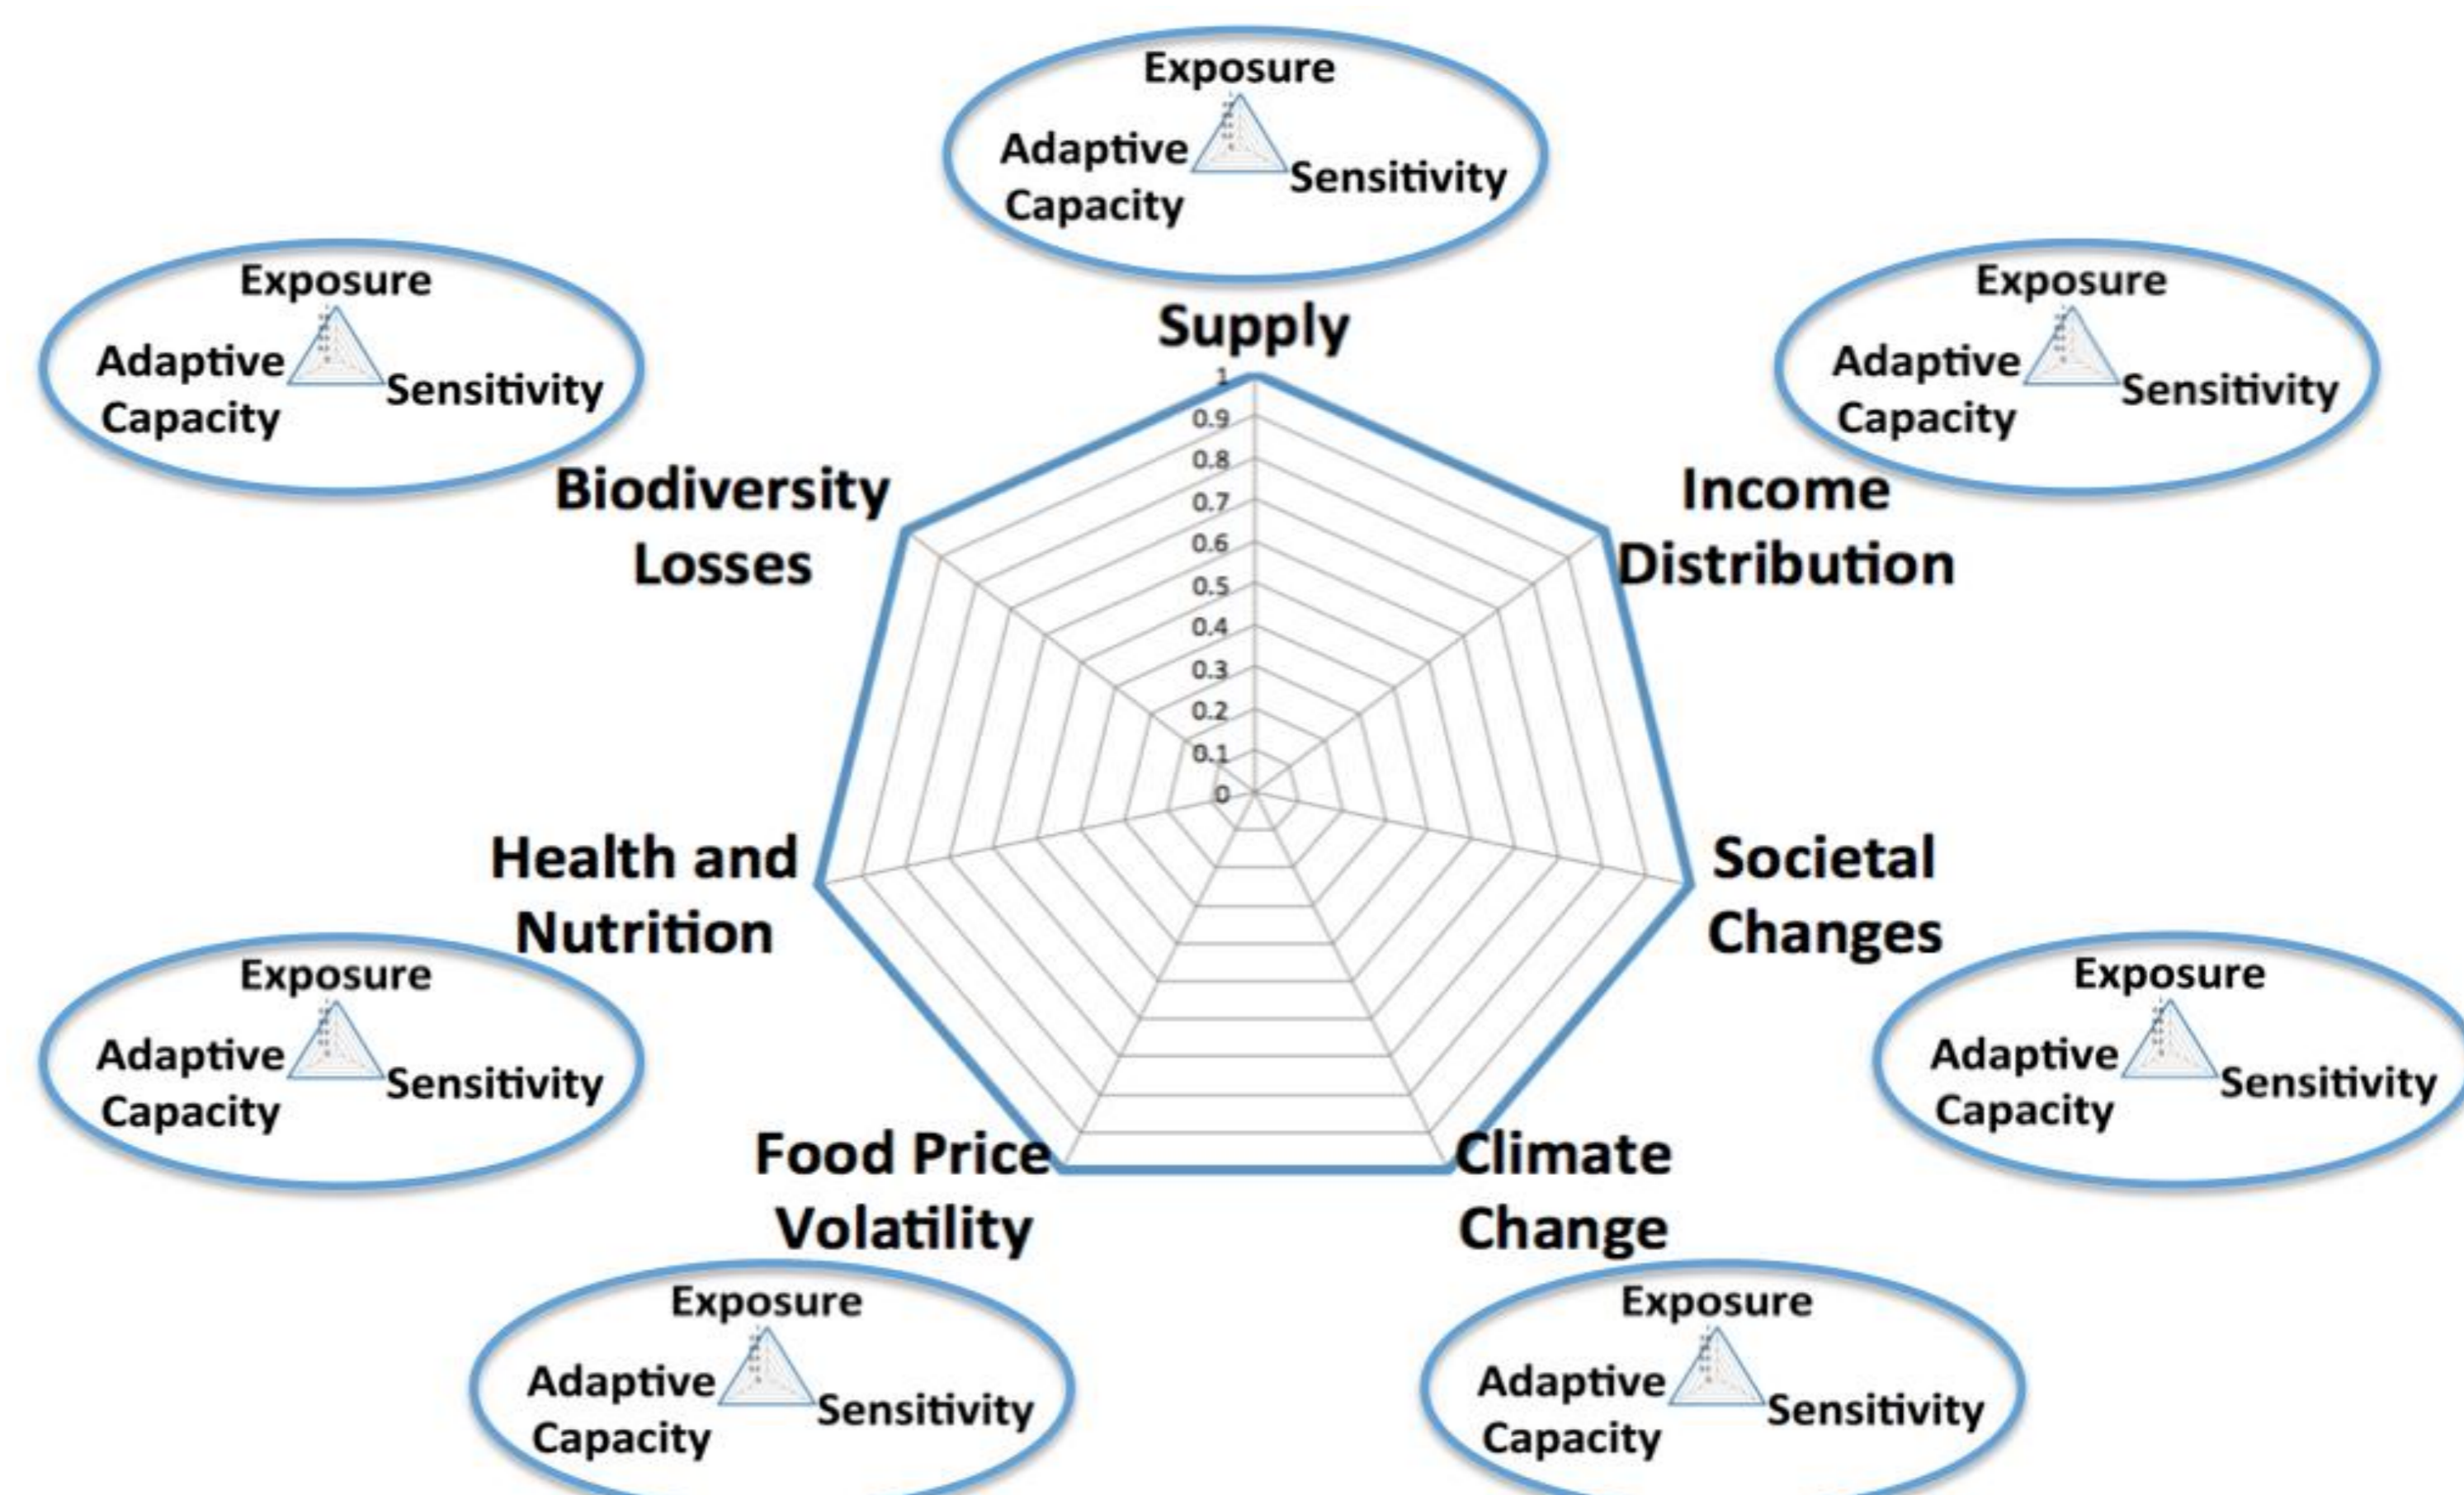 Exposure
Adaptive
Capacity
Sensitivity
Supply
Exposure
Adaptive
Capacity
Sensitivity
Exposure
Adaptive
Capacity
Sensitivity
Biodiversity
Losses
Income
Distribution
1
0.9
0.8
0.7
0.6
0.5
0.4
0.3
0.2
0.1
0
Health and
Nutrition
Societal
Changes
Exposure
Adaptive
Capacity
Sensitivity
Exposure
Adaptive
Capacity
Sensitivity
Food Price
Volatility
Climate
Change
Exposure
Adaptive
Capacity
Sensitivity
Exposure
Adaptive
Capacity
Sensitivity